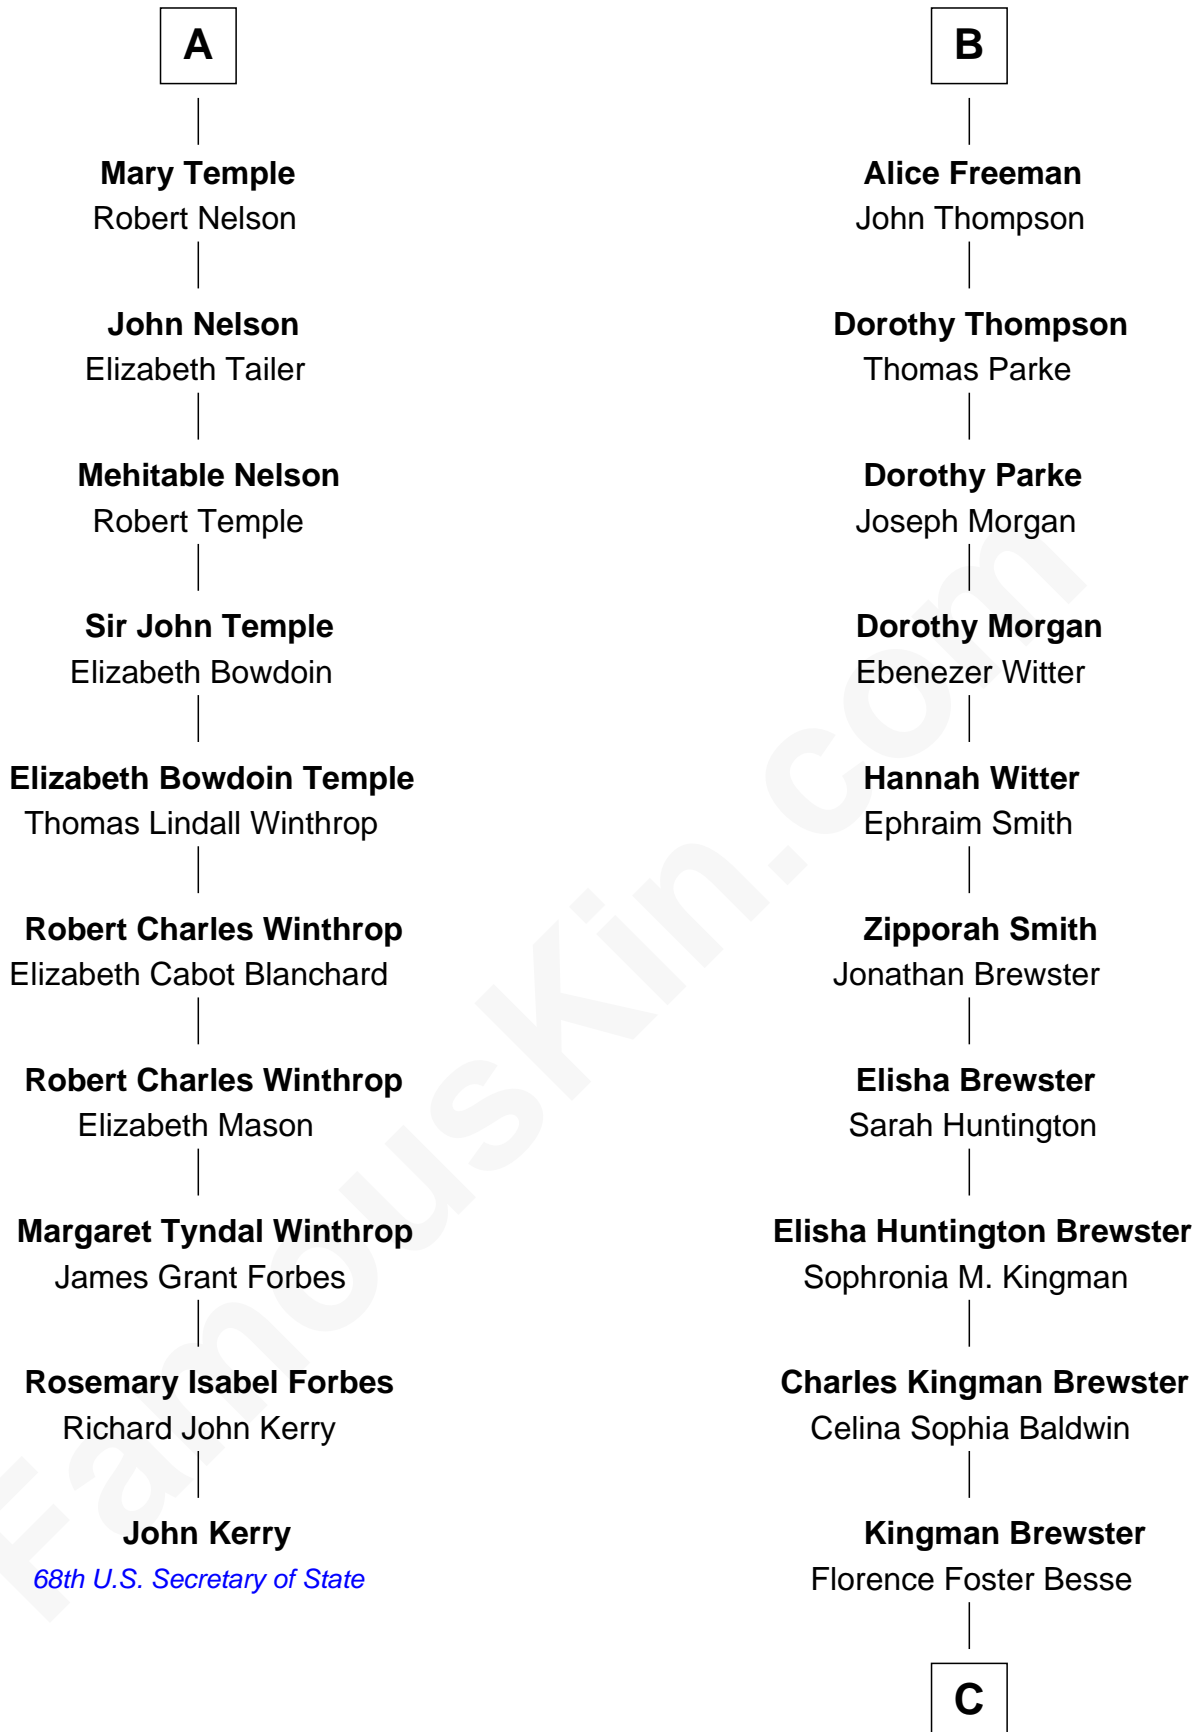 A
Mary Temple
Robert Nelson
John Nelson
Elizabeth Tailer
Mehitable Nelson
Robert Temple
Sir John Temple
Elizabeth Bowdoin
Elizabeth Bowdoin Temple
Thomas Lindall Winthrop
Robert Charles Winthrop
Elizabeth Cabot Blanchard
Robert Charles Winthrop
Elizabeth Mason
Margaret Tyndal Winthrop
James Grant Forbes
Rosemary Isabel Forbes
Richard John Kerry
John Kerry
68th U.S. Secretary of State
B
Alice Freeman
John Thompson
Dorothy Thompson
Thomas Parke
Dorothy Parke
Joseph Morgan
Dorothy Morgan
Ebenezer Witter
Hannah Witter
Ephraim Smith
Zipporah Smith
Jonathan Brewster
Elisha Brewster
Sarah Huntington
Elisha Huntington Brewster
Sophronia M. Kingman
Charles Kingman Brewster
Celina Sophia Baldwin
Kingman Brewster
Florence Foster Besse
C
FamousKin.com